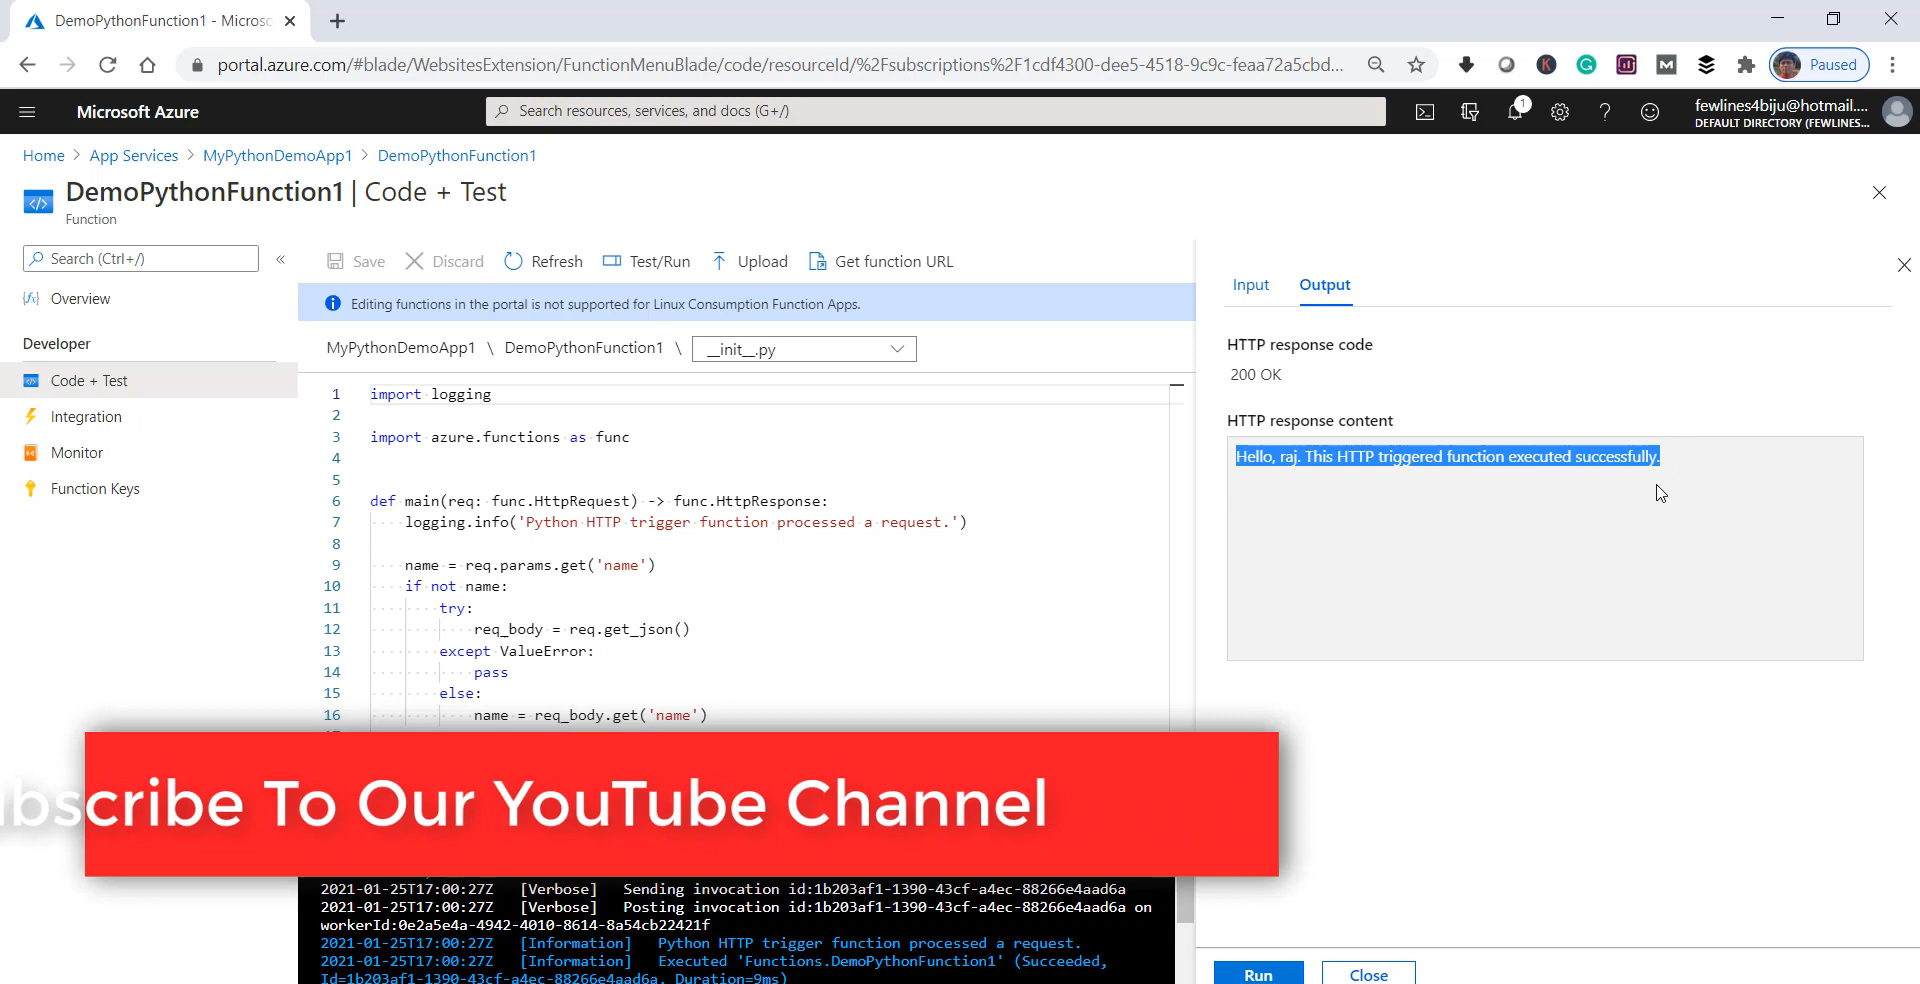 DemoPythonFunction1 - Micros
portal.azure.com/#blade/WebsitesExtension/FunctionMenuBlade/code/resourceId/%2Fsubscriptions%2F1cdf4300-dee5-4518-9c9c-feaa72a5cbd...
Paused
Microsoft Azure
Search resources, services, and docs (G+/)
1
fewlines4biju@hotmail....
DEFAULT DIRECTORY (FEWLINES...
Home > App Services > MyPythonDemoApp1 > DemoPythonFunction1
DemoPythonFunction1 | Code + Test
Function
Search (Ctrl+/)
«
Overview
Developer
Code + Test
Integration
Monitor
Function Keys
Save
Discard
Refresh
Test/Run
Upload
Get function URL
Editing functions in the portal is not supported for Linux Consumption Function Apps.
MyPythonDemoApp1 \ DemoPythonFunction1 \ __init__.py
1 import logging
2
3 import azure.functions as func
4
5
6 def main(req: func.HttpRequest) -> func.HttpResponse:
7 logging.info('Python HTTP trigger function processed a request.')
8
9 name = req.params.get('name')
10 if not name:
11 try:
12 req_body = req.get_json()
13 except ValueError:
14 pass
15 else:
16 name = req_body.get('name')
Input
Output
HTTP response code
200 OK
HTTP response content
Hello, raj. This HTTP triggered function executed successfully.
bscribe To Our YouTube Channel
2021-01-25T17:00:27Z [Verbose] Sending invocation id:1b203af1-1390-43cf-a4ec-88266e4aad6a
2021-01-25T17:00:27Z [Verbose] Posting invocation id:1b203af1-1390-43cf-a4ec-88266e4aad6a on
workerId:0e2a5e4a-4942-4010-8614-8a54cb22421f
2021-01-25T17:00:27Z [Information] Python HTTP trigger function processed a request.
2021-01-25T17:00:27Z [Information] Executed 'Functions.DemoPythonFunction1' (Succeeded,
Id=1b203af1-1390-43cf-a4ec-88266e4aad6a, Duration=9ms)
Run
Close